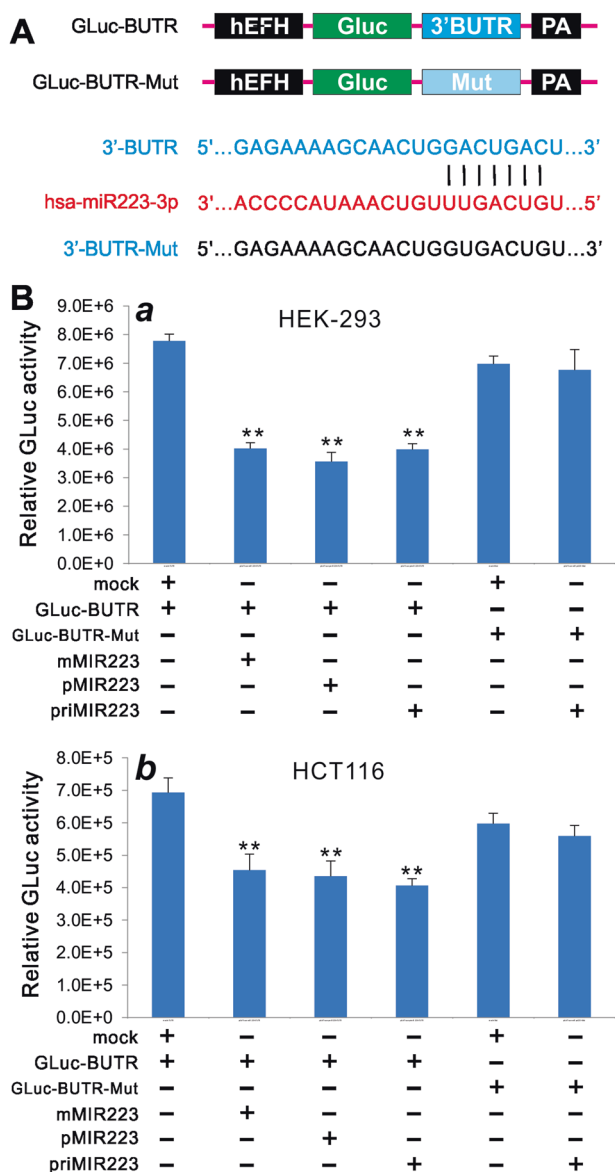 A
GLuc-BUTR hEFH Gluc 3'BUTR PA
GLuc-BUTR-Mut hEFH Gluc Mut PA
3'-BUTR 5'...GAGAAAAGCAACUGGACUGACU...3'
hsa-miR223-3p 3'...ACCCCAUAAACUGUUUGACUGU...5'
3'-BUTR-Mut 5'...GAGAAAAGCAACUGGUGACUGU...3'
B
a HEK-293
Relative GLuc activity
9.0E+6
8.0E+6
7.0E+6
6.0E+6
5.0E+6
4.0E+6
3.0E+6
2.0E+6
1.0E+6
0.0E+0
** ** **
mock + − − − + −
GLuc-BUTR + + + + − −
GLuc-BUTR-Mut − − − − + +
mMIR223 − + − − − −
pMIR223 − − + − − −
priMIR223 − − − + − +
b HCT116
Relative GLuc activity
8.0E+5
7.0E+5
6.0E+5
5.0E+5
4.0E+5
3.0E+5
2.0E+5
1.0E+5
0.0E+0
** ** **
mock + − − − + −
GLuc-BUTR + + + + − −
GLuc-BUTR-Mut − − − − + +
mMIR223 − + − − − −
pMIR223 − − + − − −
priMIR223 − − − + − +